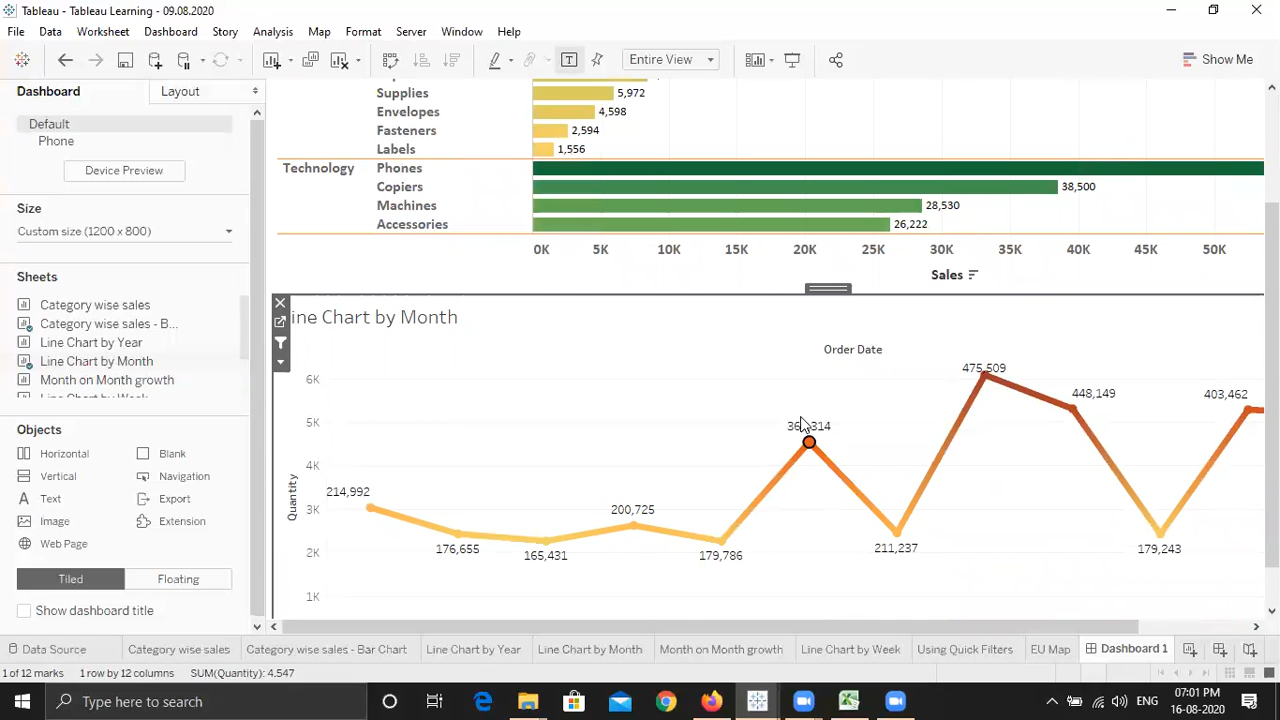 Tableau - Tableau Learning - 09.08.2020
File Data Worksheet Dashboard Story Analysis Map Format Server Window Help
Entire View
Show Me
Dashboard Layout
Default
Phone
Device Preview
Size
Custom size (1200 x 800)
Sheets
Category wise sales
Category wise sales - B...
Line Chart by Year
Line Chart by Month
Month on Month growth
Objects
Horizontal Blank
Vertical Navigation
Text Export
Image Extension
Web Page
Tiled Floating
Show dashboard title
Supplies 5,972
Envelopes 4,598
Fasteners 2,594
Labels 1,556
Technology Phones
Copiers 38,500
Machines 28,530
Accessories 26,222
0K 5K 10K 15K 20K 25K 30K 35K 40K 45K 50K
Sales
ine Chart by Month
Order Date
6K
5K
4K
3K
2K
1K
Quantity
214,992
176,655
165,431
200,725
179,786
211,237
475,509
448,149
179,243
403,462
Data Source Category wise sales Category wise sales - Bar Chart Line Chart by Year Line Chart by Month Month on Month growth Line Chart by Week Using Quick Filters EU Map Dashboard 1
1 of 12 marks 1 row by 12 columns SUM(Quantity): 4.547
Type here to search
ENG
07:01 PM
16-08-2020